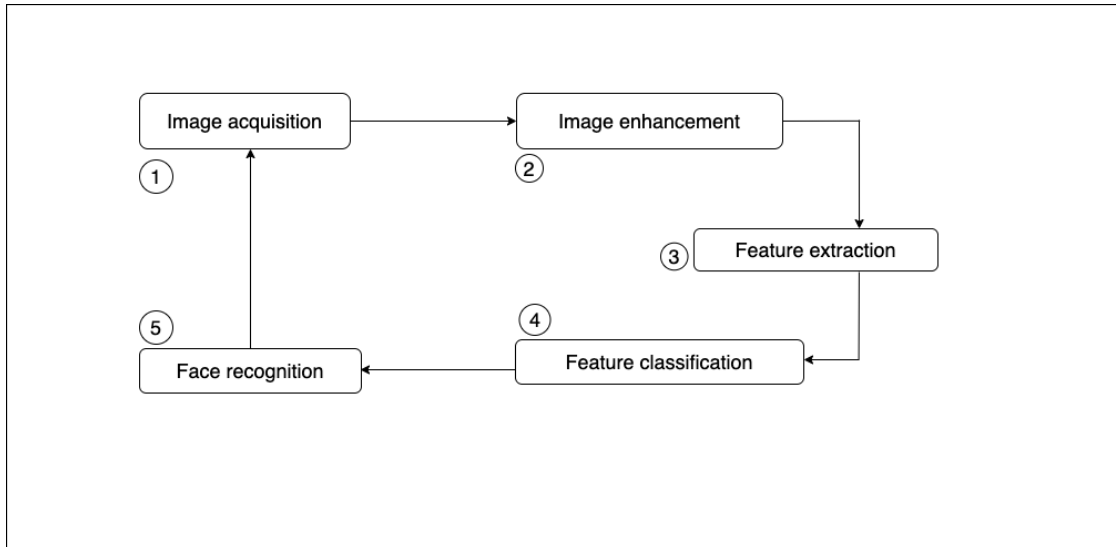 Image acquisition
1
Image enhancement
2
Feature extraction
3
Feature classification
4
Face recognition
5